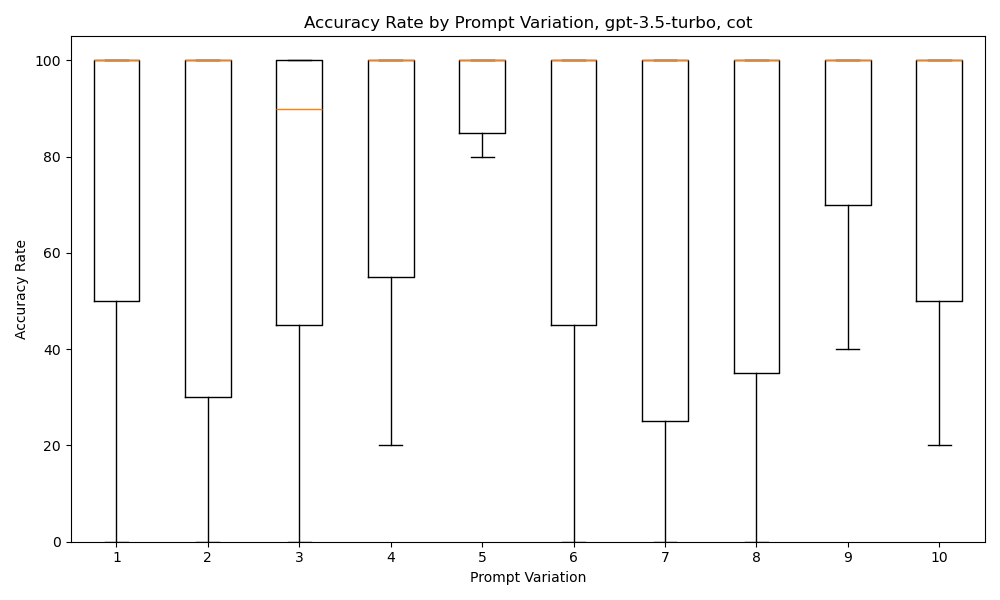 Accuracy Rate by Prompt Variation, gpt-3.5-turbo, cot
100
80
60
40
20
0
Accuracy Rate
1 2 3 4 5 6 7 8 9 10
Prompt Variation